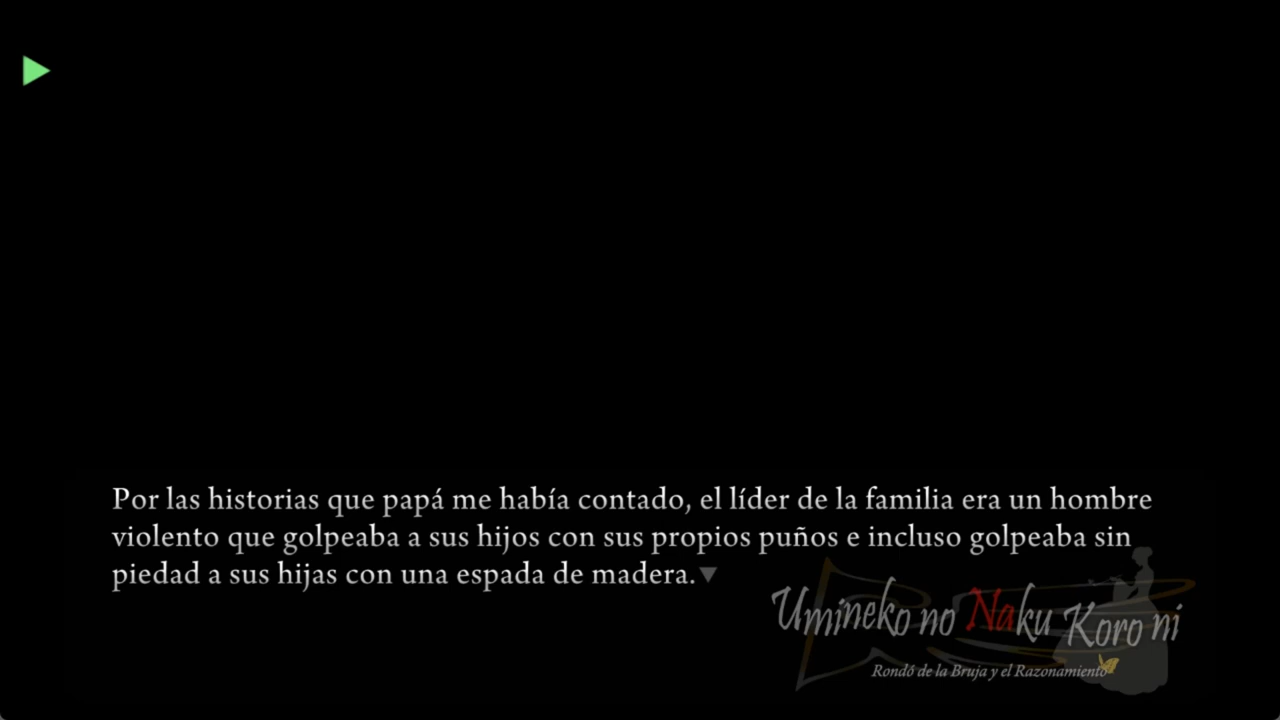 Por las historias que papá me había contado, el líder de la familia era un hombre
violento que golpeaba a sus hijos con sus propios puños e incluso golpeaba sin
piedad a sus hijas con una espada de madera.
Umineko no Naku Koro ni
Rondó de la Bruja y el Razonamiento